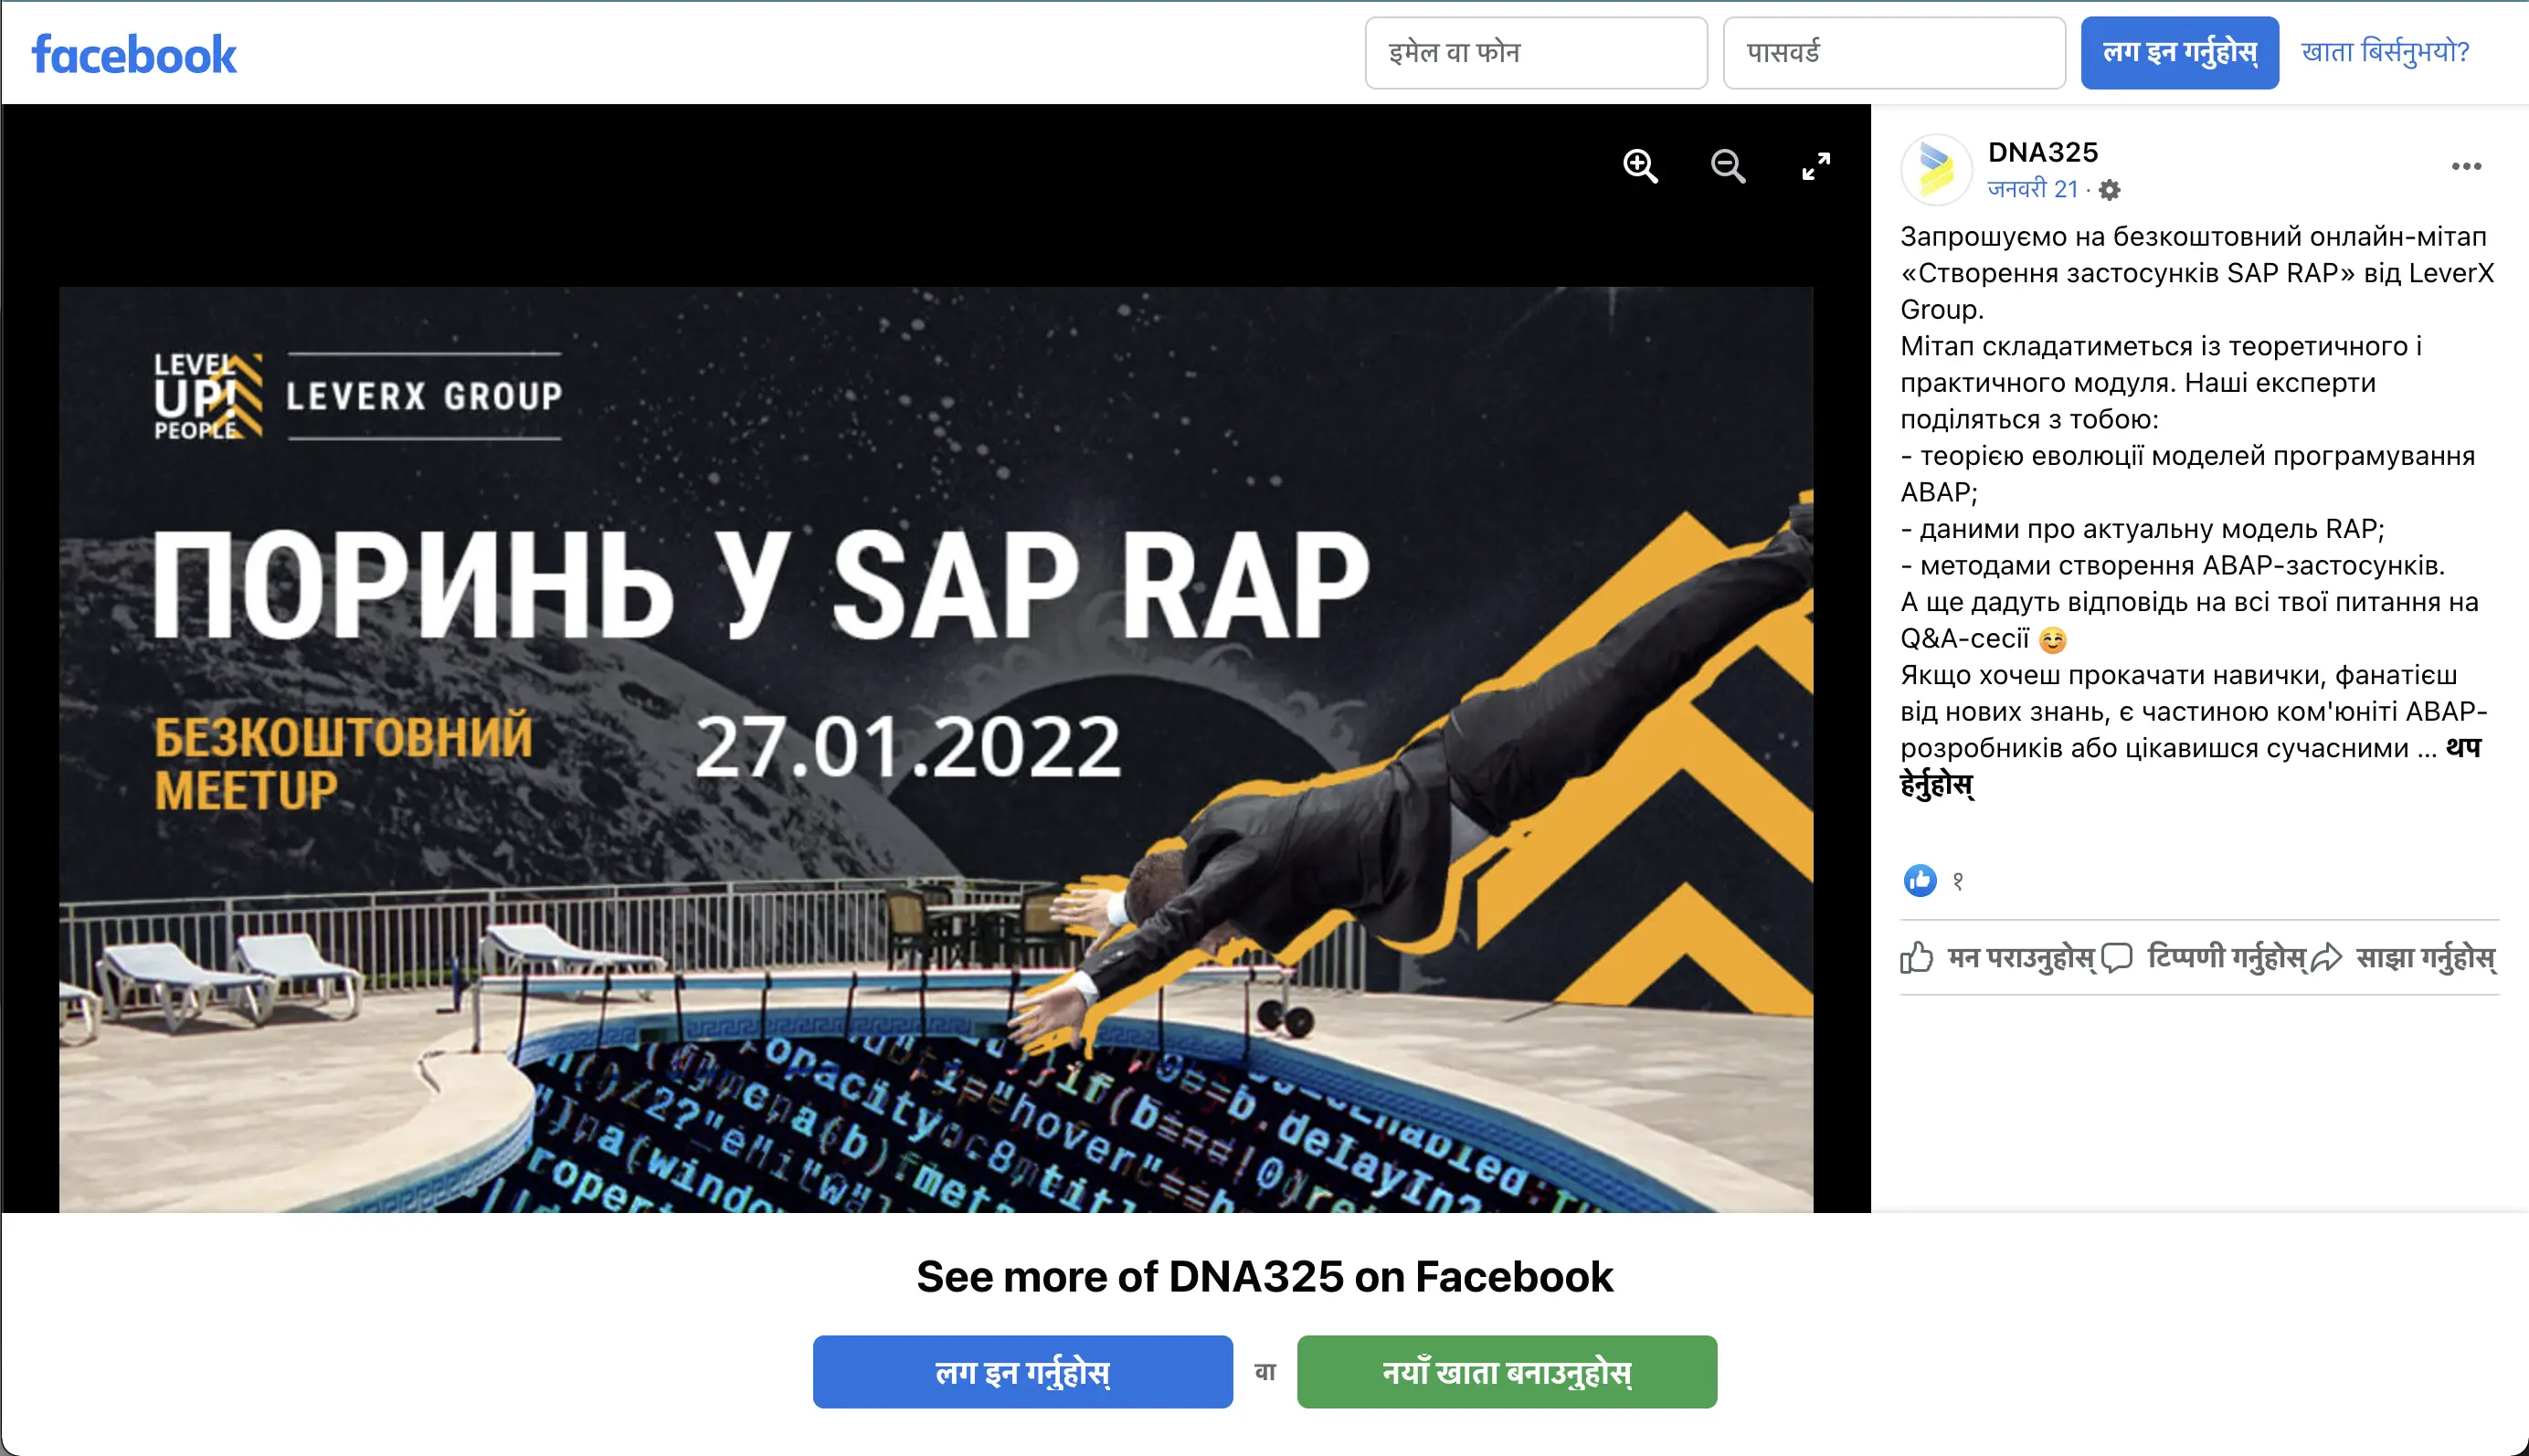 facebook
इमेल वा फोन
पासवर्ड
लग इन गर्नुहोस्
खाता बिर्सनुभयो?
LEVEL
UP!
PEOPLE
LEVERX GROUP
ПОРИНЬ У SAP RAP
БЕЗКОШТОВНИЙ
MEETUP
27.01.2022
DNA325
जनवरी 21 ·
Запрошуємо на безкоштовний онлайн-мітап
«Створення застосунків SAP RAP» від LeverX
Group.
Мітап складатиметься із теоретичного і
практичного модуля. Наші експерти
поділяться з тобою:
- теорією еволюції моделей програмування
ABAP;
- даними про актуальну модель RAP;
- методами створення ABAP-застосунків.
А ще дадуть відповідь на всі твої питання на
Q&A-сесії 😊
Якщо хочеш прокачати навички, фанатієш
від нових знань, є частиною ком'юніті ABAP-
розробників або цікавишся сучасними ... थप
हेर्नुहोस्
१
मन पराउनुहोस्
टिप्पणी गर्नुहोस्
साझा गर्नुहोस्
See more of DNA325 on Facebook
लग इन गर्नुहोस्
वा
नयाँ खाता बनाउनुहोस्